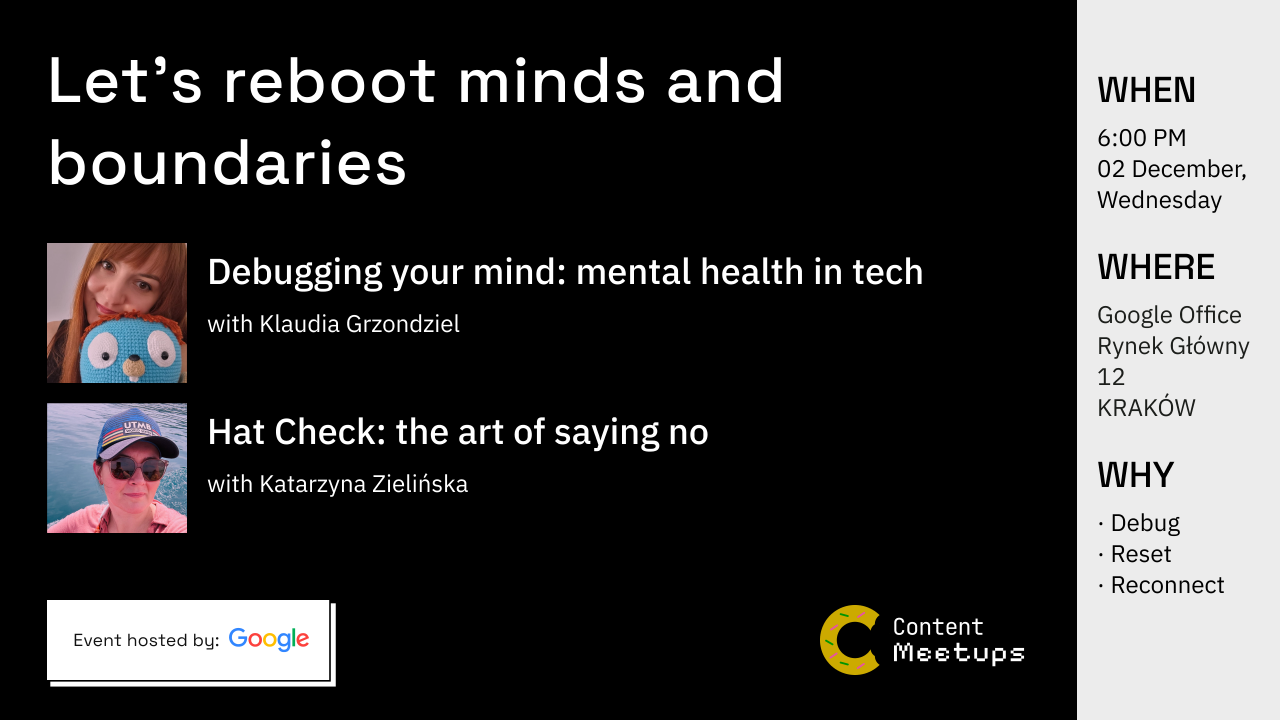 Let's reboot minds and
boundaries
Debugging your mind: mental health in tech
with Klaudia Grzondziel
UTMB
Hat Check: the art of saying no
with Katarzyna Zielińska
Event hosted by: Google
Content
Meetups
WHEN
6:00 PM
02 December,
Wednesday
WHERE
Google Office
Rynek Główny
12
KRAKÓW
WHY
· Debug
· Reset
· Reconnect